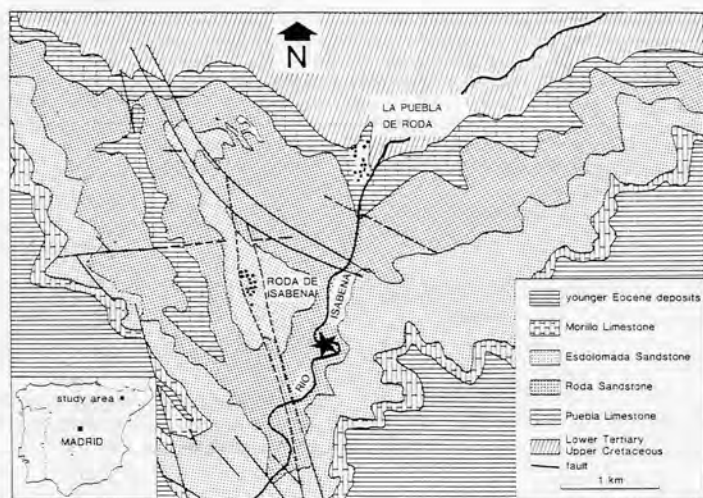 N
LA PUEBLA
DE RODA
RODA DE
ISABENA
RIO
ISABENA
study area
MADRID
younger Eocene deposits
Morillo Limestone
Esdolomada Sandstone
Roda Sandstone
Puebla Limestone
Lower Tertiary
Upper Cretaceous
fault
1 km